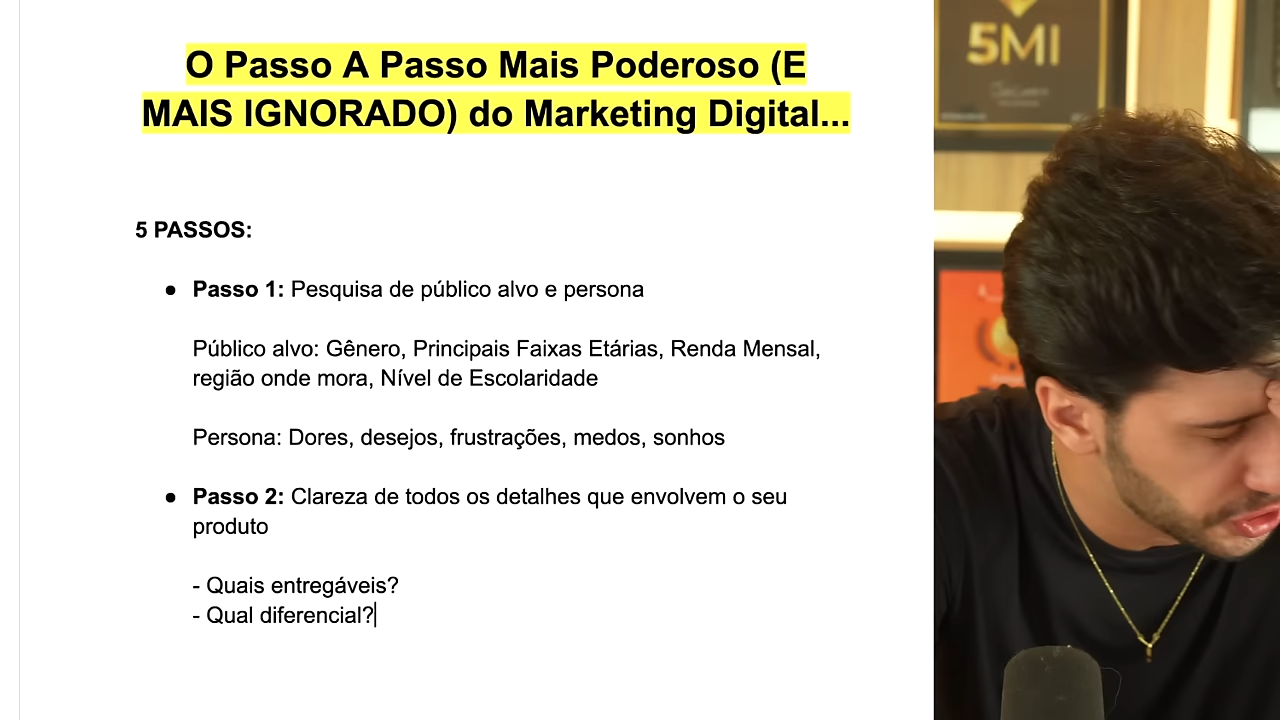 O Passo A Passo Mais Poderoso (E
MAIS IGNORADO) do Marketing Digital...
5 PASSOS:
● Passo 1: Pesquisa de público alvo e persona
Público alvo: Gênero, Principais Faixas Etárias, Renda Mensal,
região onde mora, Nível de Escolaridade
Persona: Dores, desejos, frustrações, medos, sonhos
● Passo 2: Clareza de todos os detalhes que envolvem o seu
produto
- Quais entregáveis?
- Qual diferencial?
5MI